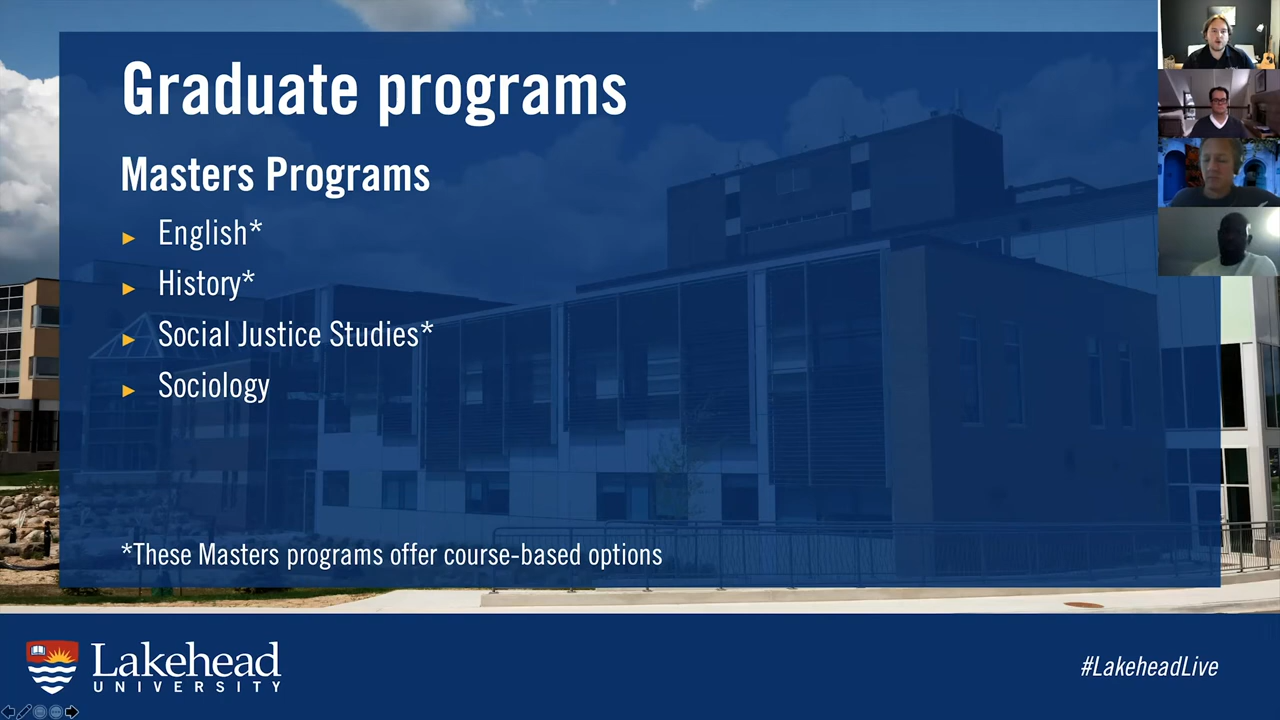 Graduate programs
Masters Programs
► English*
► History*
► Social Justice Studies*
► Sociology
*These Masters programs offer course-based options
Lakehead
UNIVERSITY
#LakeheadLive